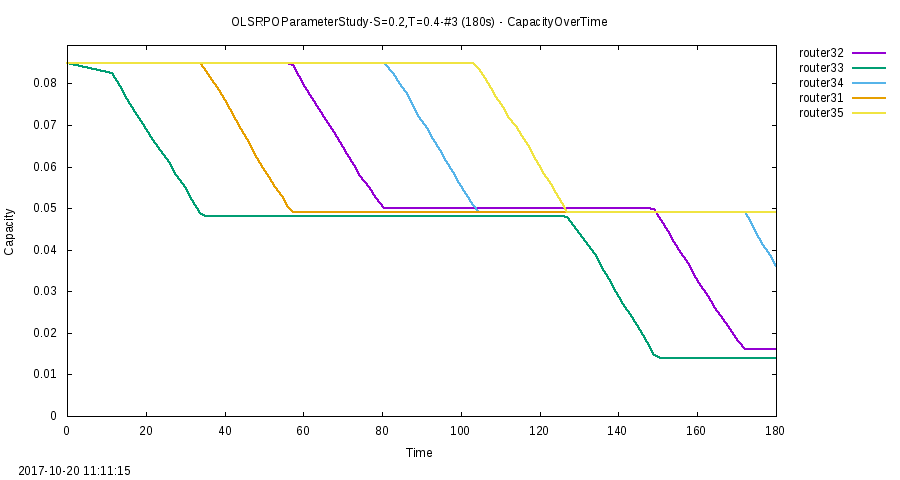 OLSRPOParameterStudy-S=0.2,T=0.4-#3 (180s) - CapacityOverTime
router32
router33
router34
router31
router35
0.08
0.07
0.06
0.05
0.04
0.03
0.02
0.01
0
Capacity
0 20 40 60 80 100 120 140 160 180
Time
2017-10-20 11:11:15